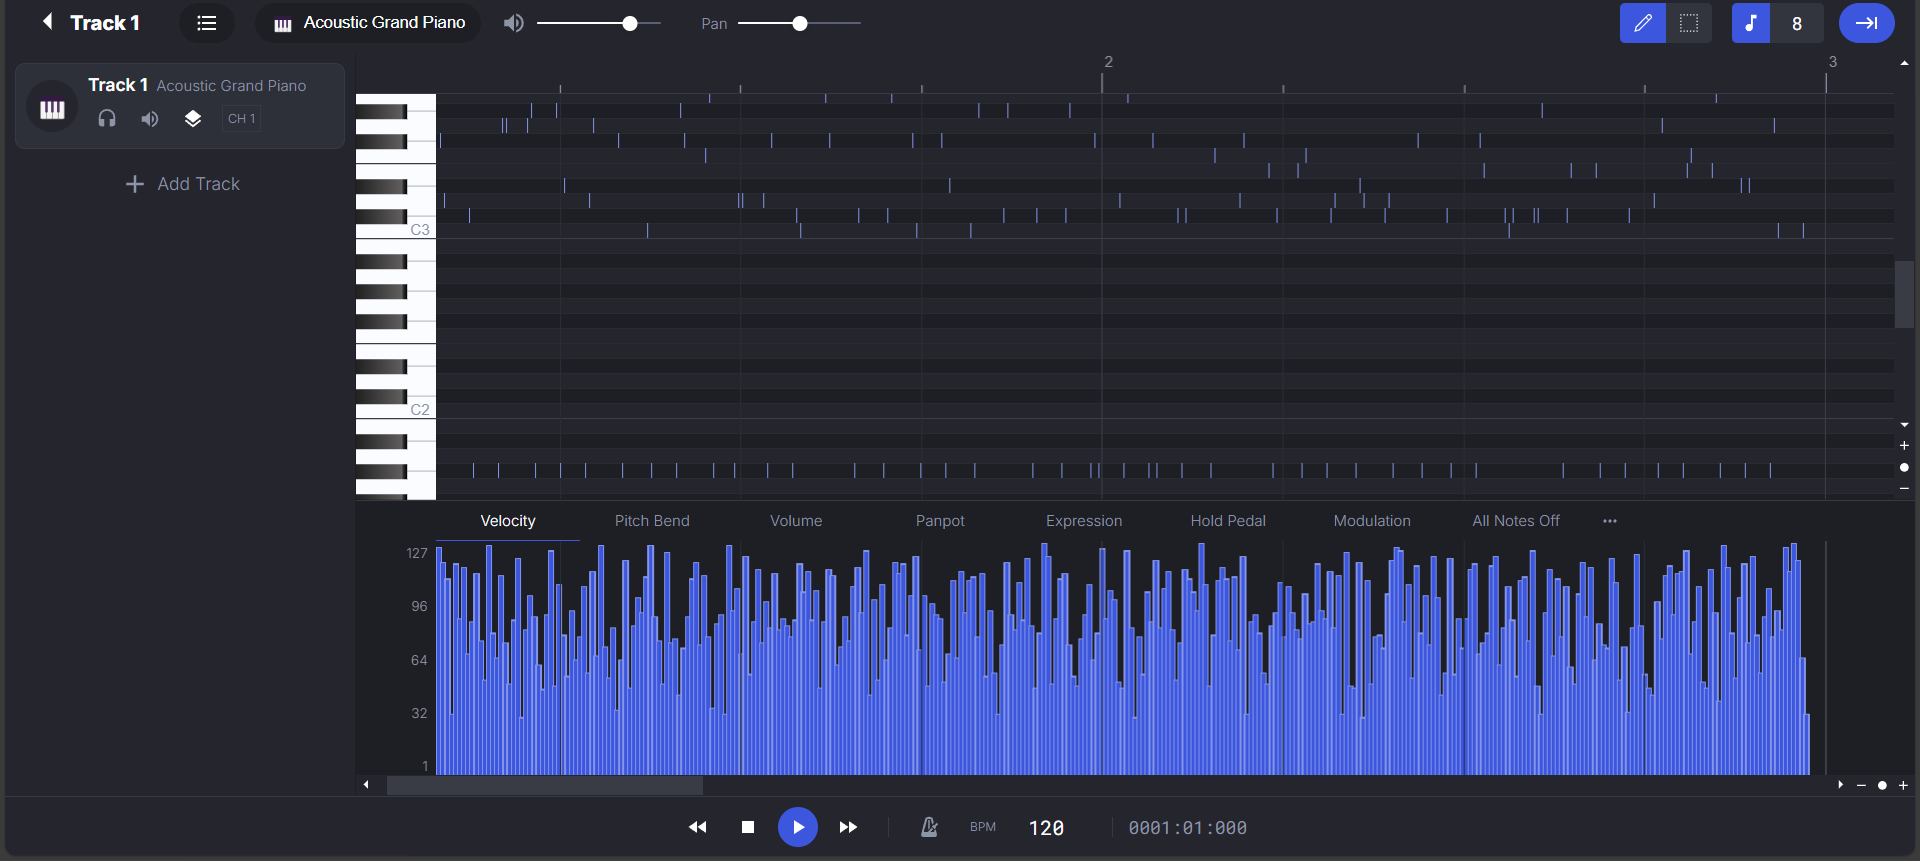 Track 1
Acoustic Grand Piano
Pan
8
Track 1 Acoustic Grand Piano
CH 1
Add Track
2
3
C3
C2
Velocity
Pitch Bend
Volume
Panpot
Expression
Hold Pedal
Modulation
All Notes Off
127
96
64
32
1
BPM
120
0001:01:000